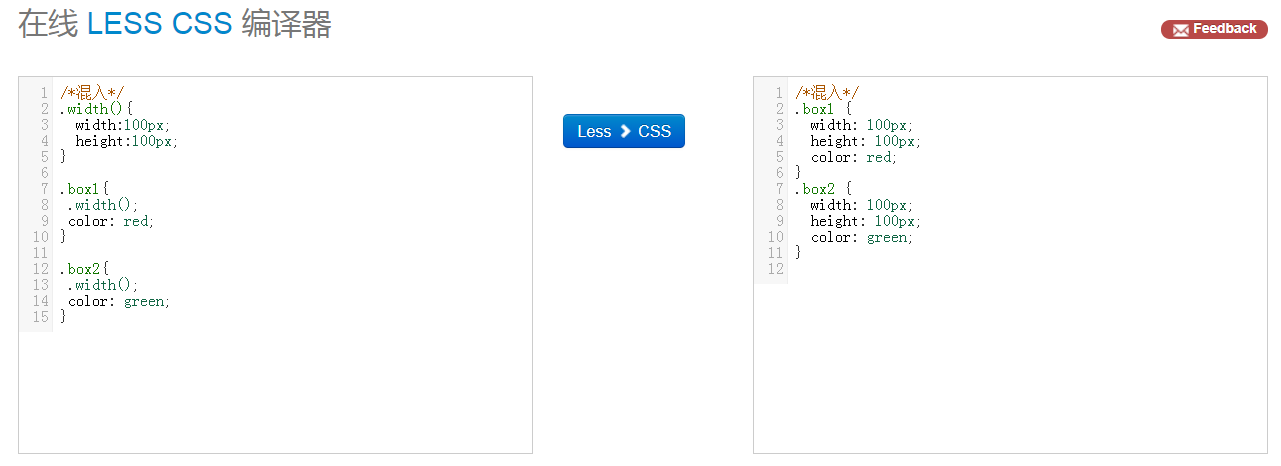 在线 LESS CSS 编译器
Feedback
1 /*混入*/
2 .width(){
3 width:100px;
4 height:100px;
5 }
6
7 .box1{
8 .width();
9 color: red;
10 }
11
12 .box2{
13 .width();
14 color: green;
15 }
Less CSS
1 /*混入*/
2 .box1 {
3 width: 100px;
4 height: 100px;
5 color: red;
6 }
7 .box2 {
8 width: 100px;
9 height: 100px;
10 color: green;
11 }
12